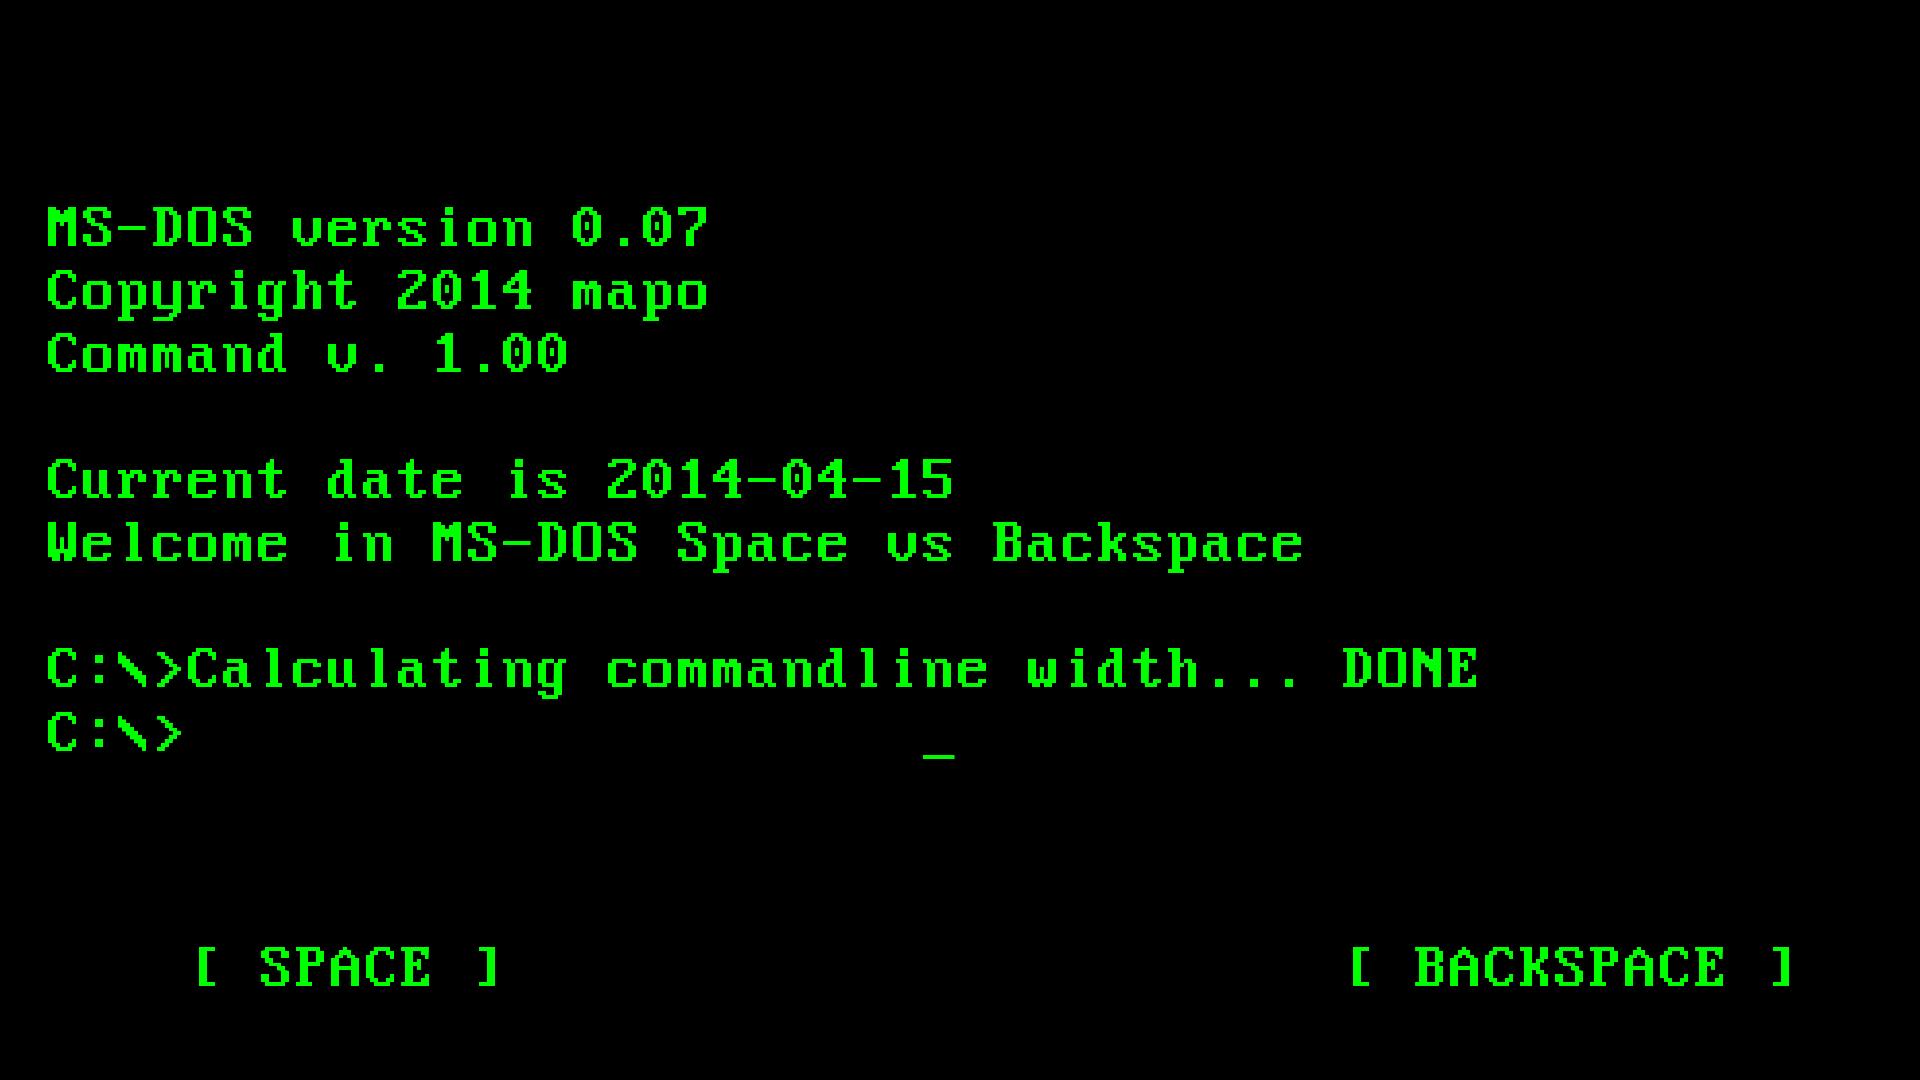 MS-DOS version 0.07
Copyright 2014 mapo
Command v. 1.00
Current date is 2014-04-15
Welcome in MS-DOS Space vs Backspace
C:\>Calculating commandline width... DONE
C:\> _
[ SPACE ] [ BACKSPACE ]